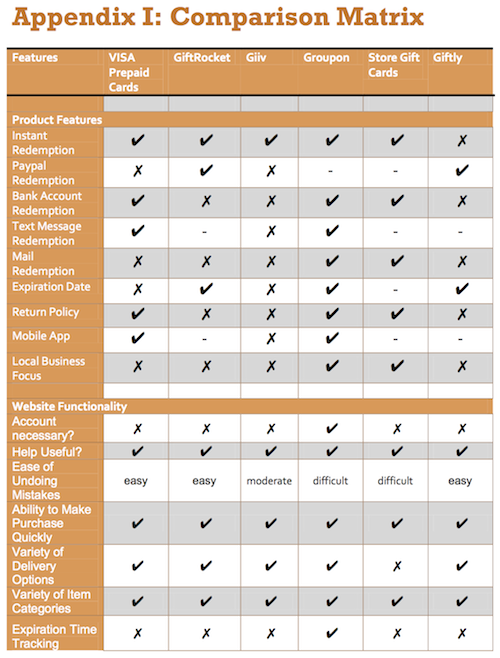 Appendix I: Comparison Matrix
Features VISA Prepaid Cards GiftRocket Giiv Groupon Store Gift Cards Giftly
Product Features
Instant Redemption ✔ ✔ ✔ ✔ ✔ ✗
Paypal Redemption ✗ ✔ ✗ - - ✔
Bank Account Redemption ✔ ✗ ✗ ✔ ✔ ✗
Text Message Redemption ✔ - ✗ ✔ - -
Mail Redemption ✗ ✗ ✗ ✔ ✔ ✗
Expiration Date ✗ ✔ ✗ ✔ - ✔
Return Policy ✔ ✗ ✗ ✔ ✔ ✗
Mobile App ✔ - ✗ ✔ - -
Local Business Focus ✗ ✗ ✗ ✔ ✔ ✗
Website Functionality
Account necessary? ✗ ✗ ✗ ✔ ✗ ✗
Help Useful? ✔ ✔ ✔ ✔ ✔ ✔
Ease of Undoing Mistakes easy easy moderate difficult difficult easy
Ability to Make Purchase Quickly ✔ ✔ ✔ ✔ ✔ ✔
Variety of Delivery Options ✔ ✔ ✔ ✔ ✗ ✔
Variety of Item Categories ✔ ✔ ✔ ✔ ✔ ✔
Expiration Time Tracking ✗ ✗ ✗ ✔ ✗ ✗